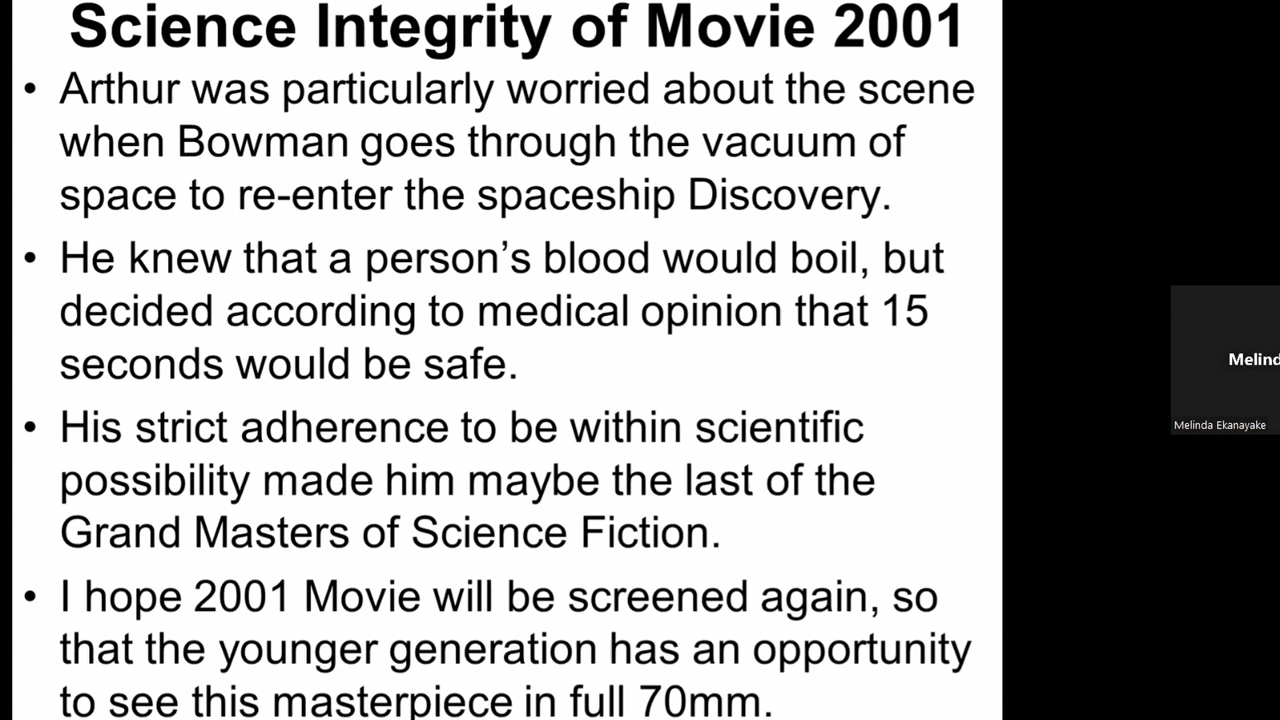 Science Integrity of Movie 2001
• Arthur was particularly worried about the scene
when Bowman goes through the vacuum of
space to re-enter the spaceship Discovery.
• He knew that a person’s blood would boil, but
decided according to medical opinion that 15
seconds would be safe.
• His strict adherence to be within scientific
possibility made him maybe the last of the
Grand Masters of Science Fiction.
• I hope 2001 Movie will be screened again, so
that the younger generation has an opportunity
to see this masterpiece in full 70mm.
Melind
Melinda Ekanayake